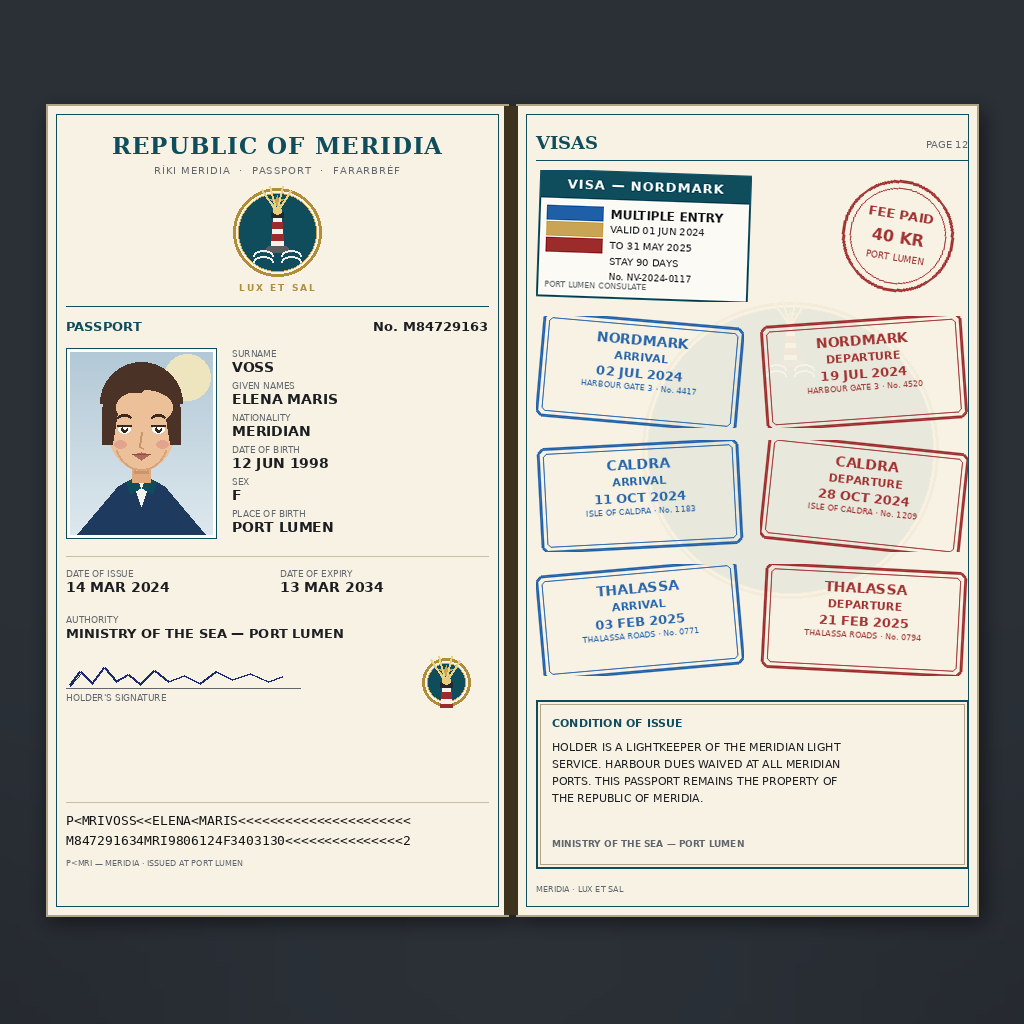 REPUBLIC OF MERIDIA
RÍKI MERIDIA · PASSPORT · FARARBRÉF
LUX ET SAL
PASSPORT
No. M84729163
SURNAME
VOSS
GIVEN NAMES
ELENA MARIS
NATIONALITY
MERIDIAN
DATE OF BIRTH
12 JUN 1998
SEX
F
PLACE OF BIRTH
PORT LUMEN
DATE OF ISSUE
14 MAR 2024
DATE OF EXPIRY
13 MAR 2034
AUTHORITY
MINISTRY OF THE SEA — PORT LUMEN
HOLDER'S SIGNATURE
P<MRIVOSS<<ELENA<MARIS<<<<<<<<<<<<<<<<<<<<<<
M847291634MRI9806124F3403130<<<<<<<<<<<<<<<2
P<MRI — MERIDIA · ISSUED AT PORT LUMEN
VISAS
PAGE 12
VISA — NORDMARK
MULTIPLE ENTRY
VALID 01 JUN 2024
TO 31 MAY 2025
STAY 90 DAYS
No. NV-2024-0117
PORT LUMEN CONSULATE
FEE PAID
40 KR
PORT LUMEN
NORDMARK
ARRIVAL
02 JUL 2024
HARBOUR GATE 3 · No. 4417
NORDMARK
DEPARTURE
19 JUL 2024
HARBOUR GATE 3 · No. 4520
CALDRA
ARRIVAL
11 OCT 2024
ISLE OF CALDRA · No. 1183
CALDRA
DEPARTURE
28 OCT 2024
ISLE OF CALDRA · No. 1209
THALASSA
ARRIVAL
03 FEB 2025
THALASSA ROADS · No. 0771
THALASSA
DEPARTURE
21 FEB 2025
THALASSA ROADS · No. 0794
CONDITION OF ISSUE
HOLDER IS A LIGHTKEEPER OF THE MERIDIAN LIGHT
SERVICE. HARBOUR DUES WAIVED AT ALL MERIDIAN
PORTS. THIS PASSPORT REMAINS THE PROPERTY OF
THE REPUBLIC OF MERIDIA.
MINISTRY OF THE SEA — PORT LUMEN
MERIDIA · LUX ET SAL